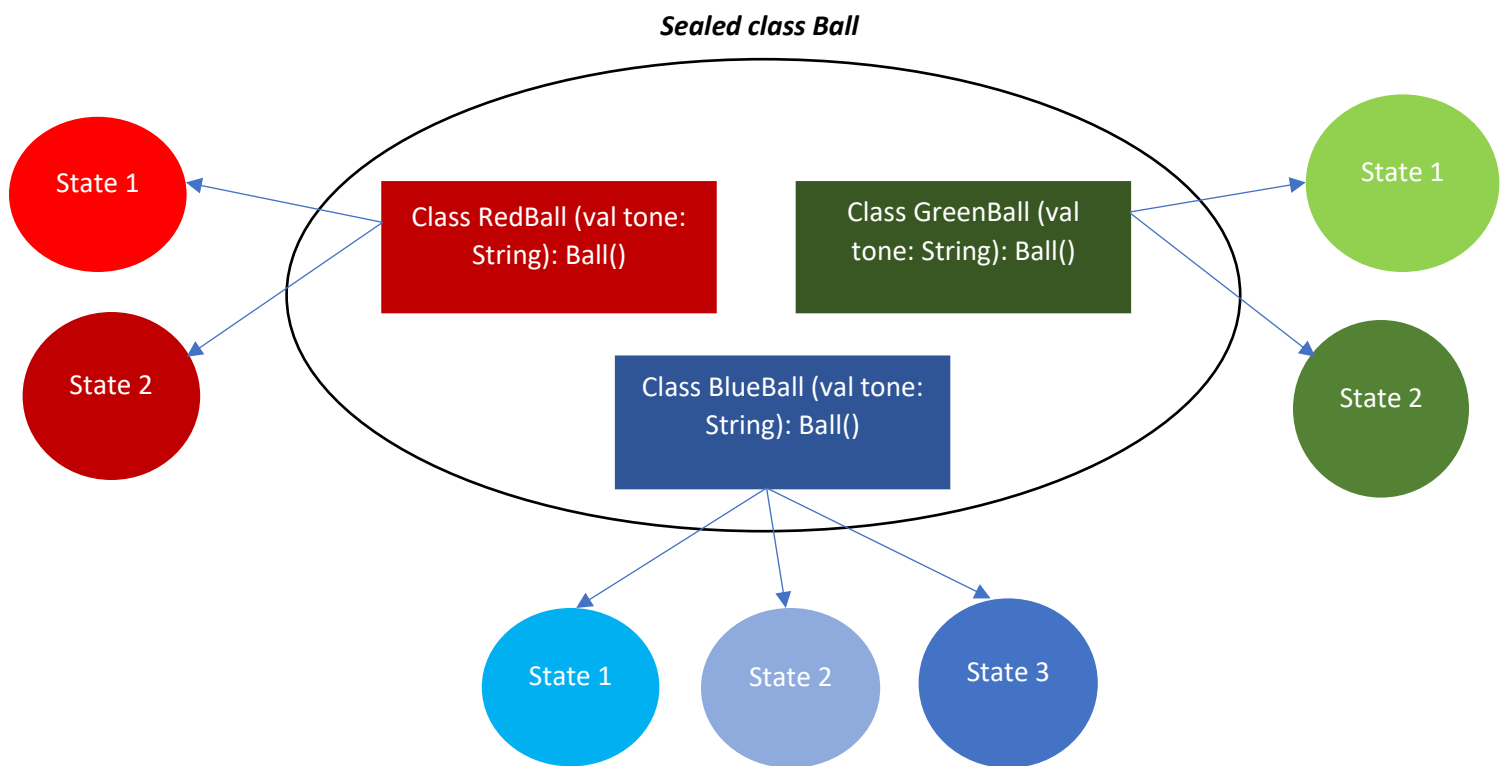 Sealed class Ball
State 1
State 2
Class RedBall (val tone:
String): Ball()
Class GreenBall (val
tone: String): Ball()
State 1
State 2
Class BlueBall (val tone:
String): Ball()
State 1
State 2
State 3